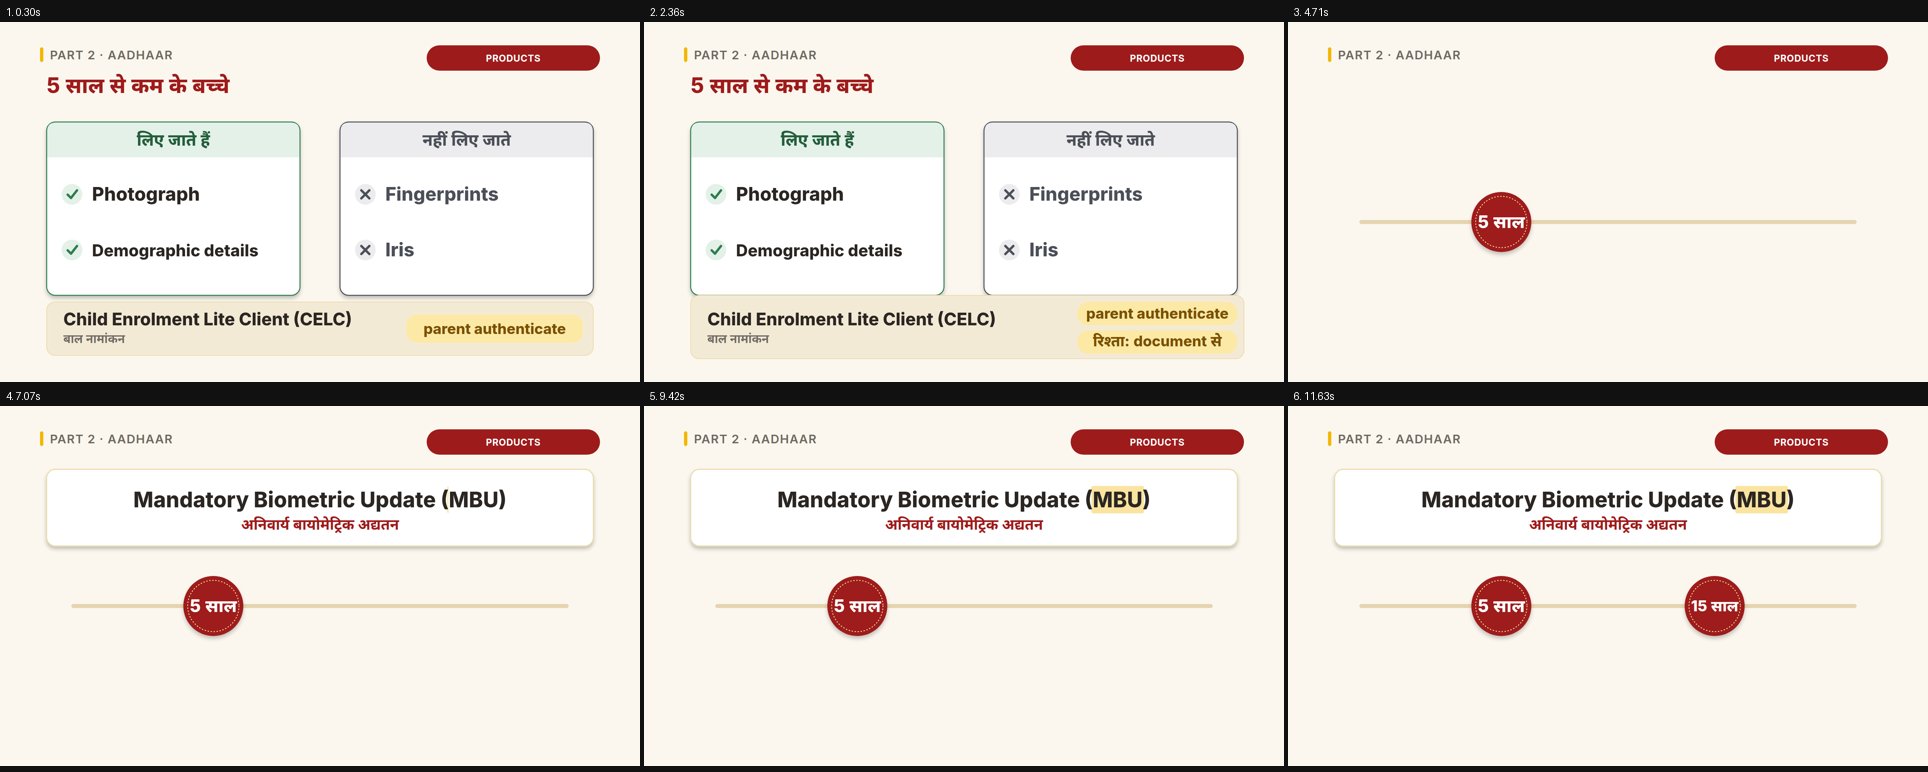 1. 0.30s
PART 2 · AADHAAR
PRODUCTS
5 साल से कम के बच्चे
लिए जाते हैं
Photograph
Demographic details
नहीं लिए जाते
Fingerprints
Iris
Child Enrolment Lite Client (CELC)
बाल नामांकन
parent authenticate
2. 2.36s
PART 2 · AADHAAR
PRODUCTS
5 साल से कम के बच्चे
लिए जाते हैं
Photograph
Demographic details
नहीं लिए जाते
Fingerprints
Iris
Child Enrolment Lite Client (CELC)
बाल नामांकन
parent authenticate
रिश्ता: document से
3. 4.71s
PART 2 · AADHAAR
PRODUCTS
5 साल
4. 7.07s
PART 2 · AADHAAR
PRODUCTS
Mandatory Biometric Update (MBU)
अनिवार्य बायोमेट्रिक अद्यतन
5 साल
5. 9.42s
PART 2 · AADHAAR
PRODUCTS
Mandatory Biometric Update (MBU)
अनिवार्य बायोमेट्रिक अद्यतन
5 साल
6. 11.63s
PART 2 · AADHAAR
PRODUCTS
Mandatory Biometric Update (MBU)
अनिवार्य बायोमेट्रिक अद्यतन
5 साल
15 साल